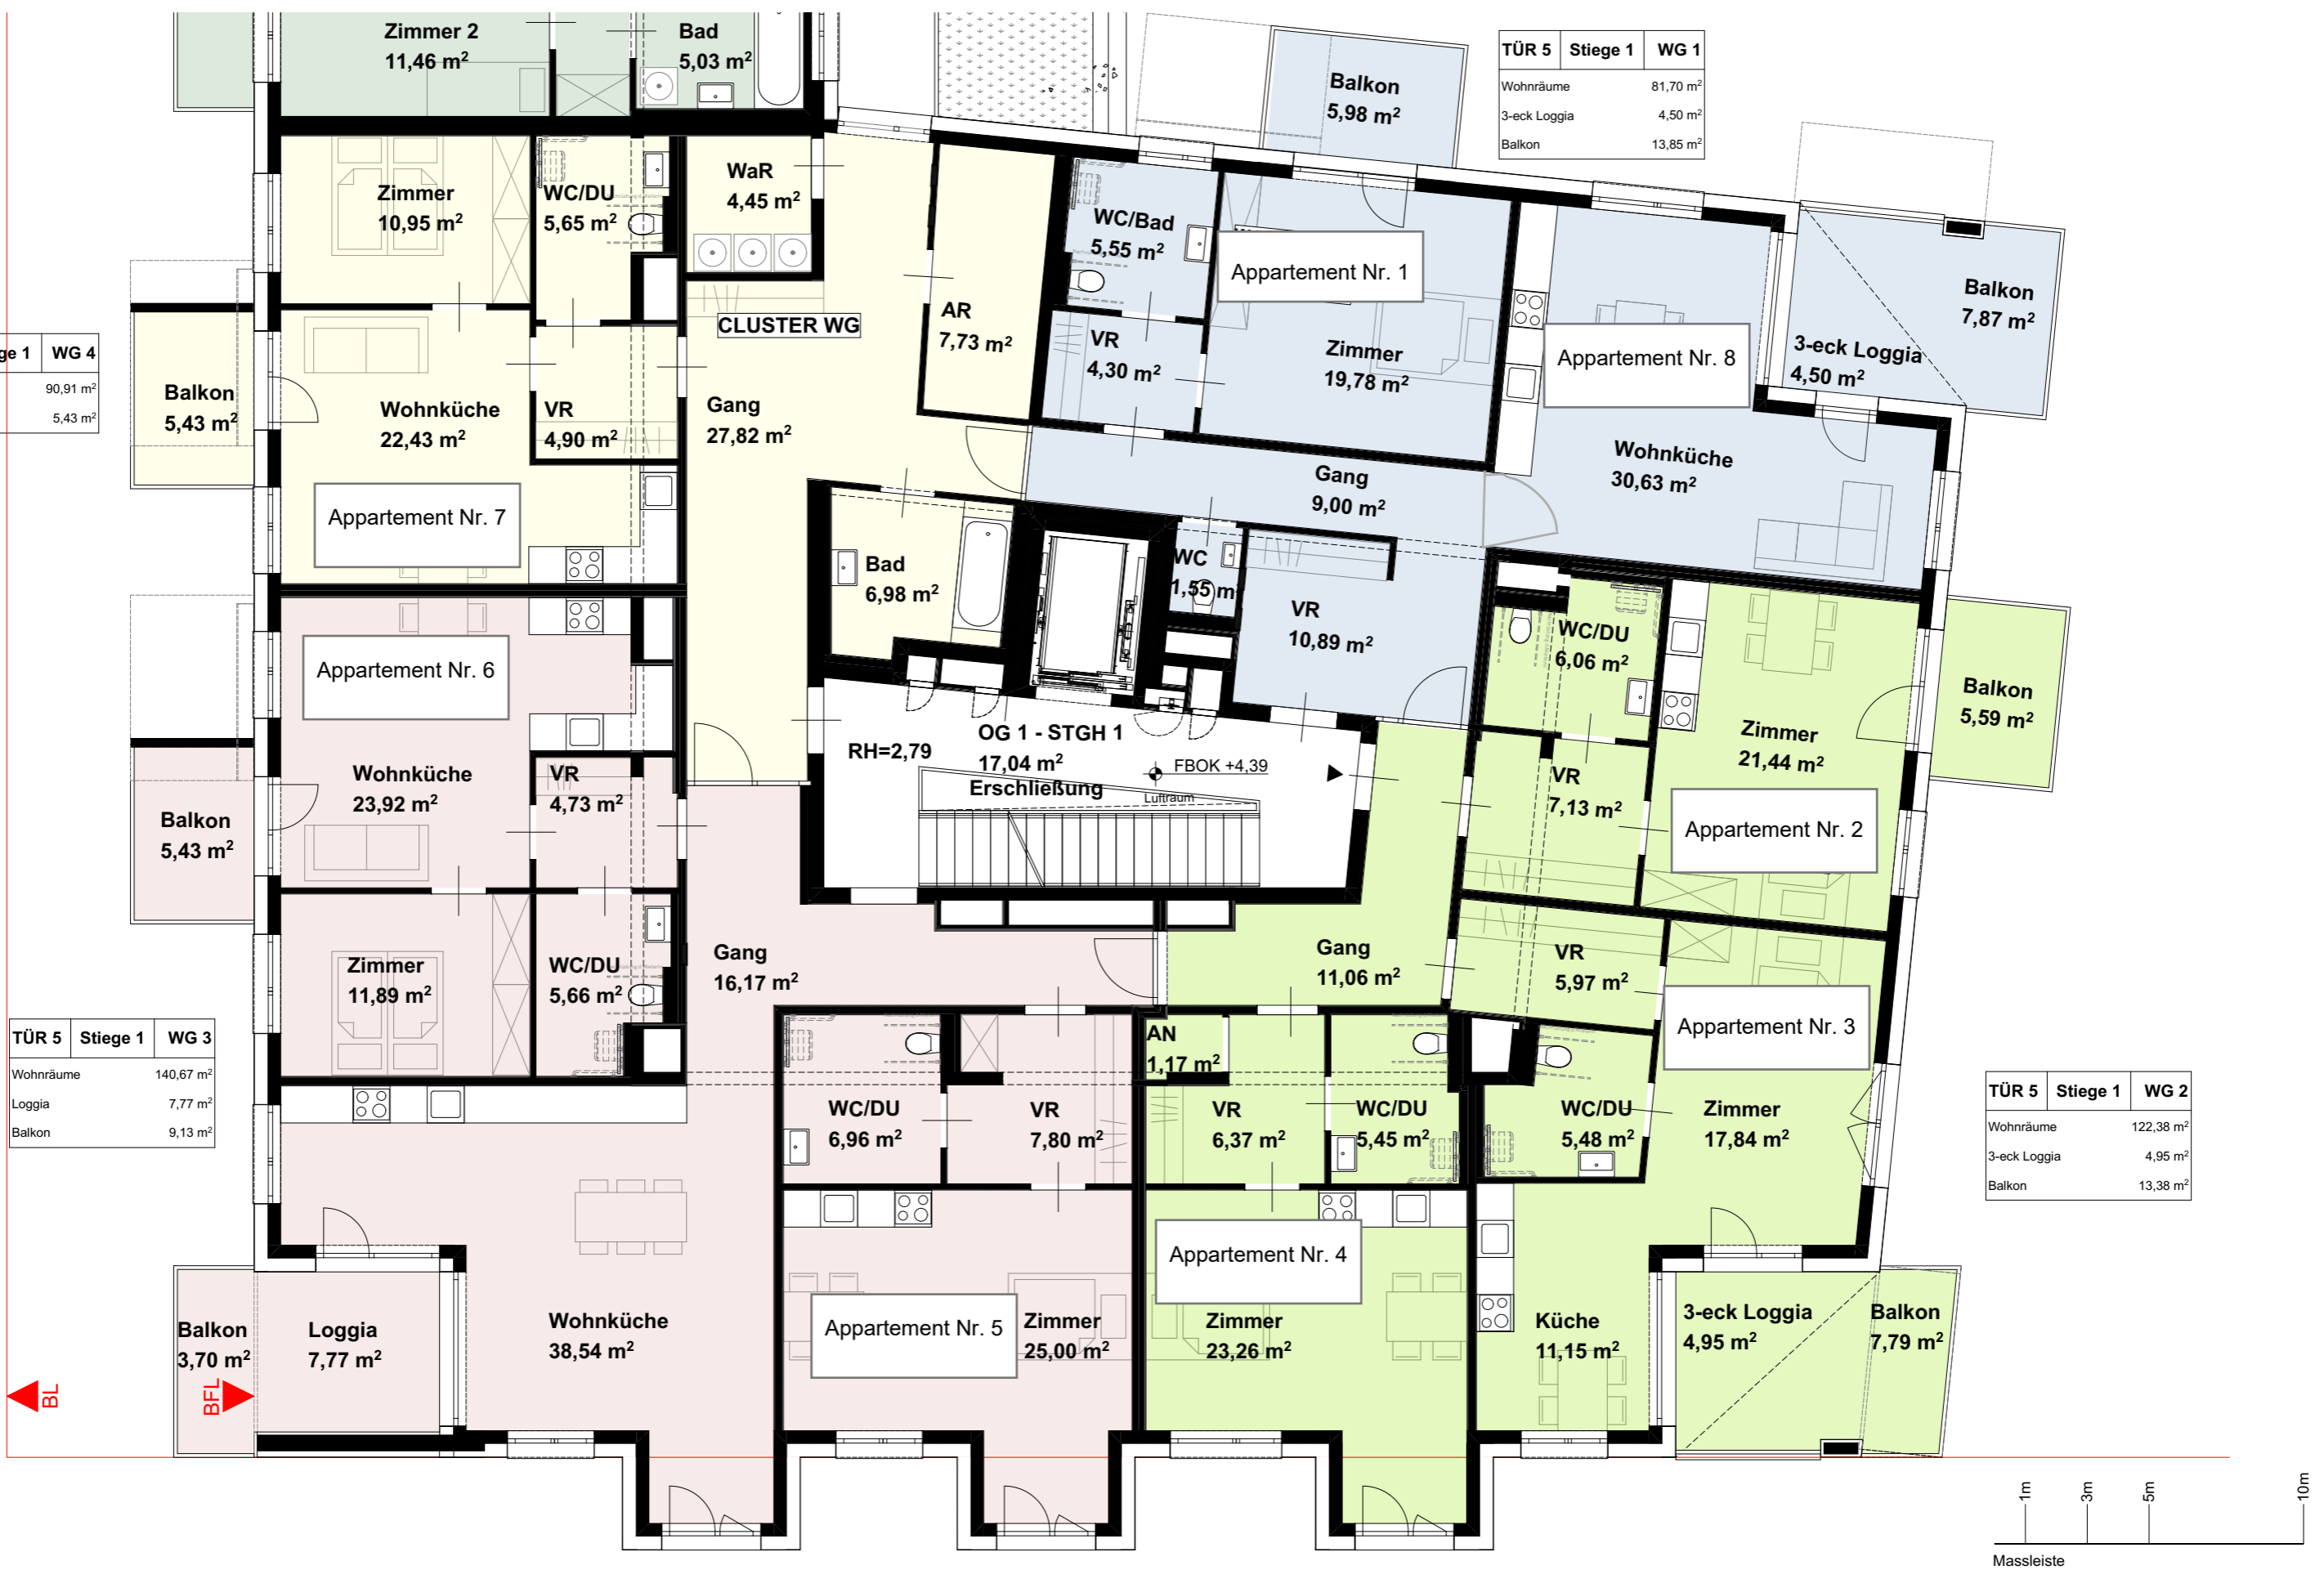 Zimmer 2
11,46 m²
Bad
5,03 m²
Balkon
5,98 m²
TÜR 5 Stiege 1 WG 1
Wohnräume 81,70 m²
3-eck Loggia 4,50 m²
Balkon 13,85 m²
Zimmer
10,95 m²
WC/DU
5,65 m²
WaR
4,45 m²
WC/Bad
5,55 m²
Appartement Nr. 1
Balkon
7,87 m²
CLUSTER WG
AR
7,73 m²
VR
4,30 m²
Zimmer
19,78 m²
Appartement Nr. 8
3-eck Loggia
4,50 m²
ge 1 WG 4
90,91 m²
5,43 m²
Balkon
5,43 m²
Wohnküche
22,43 m²
VR
4,90 m²
Gang
27,82 m²
Wohnküche
30,63 m²
Gang
9,00 m²
Appartement Nr. 7
Bad
6,98 m²
WC
1,55 m
VR
10,89 m²
WC/DU
6,06 m²
Appartement Nr. 6
Balkon
5,59 m²
Zimmer
21,44 m²
RH=2,79
OG 1 - STGH 1
17,04 m²
Erschließung
FBOK +4,39
Luftraum
Wohnküche
23,92 m²
VR
4,73 m²
VR
7,13 m²
Appartement Nr. 2
Balkon
5,43 m²
Zimmer
11,89 m²
WC/DU
5,66 m²
Gang
16,17 m²
Gang
11,06 m²
VR
5,97 m²
Appartement Nr. 3
TÜR 5 Stiege 1 WG 3
Wohnräume 140,67 m²
Loggia 7,77 m²
Balkon 9,13 m²
AN
1,17 m²
WC/DU
6,96 m²
VR
7,80 m²
VR
6,37 m²
WC/DU
5,45 m²
WC/DU
5,48 m²
Zimmer
17,84 m²
TÜR 5 Stiege 1 WG 2
Wohnräume 122,38 m²
3-eck Loggia 4,95 m²
Balkon 13,38 m²
Appartement Nr. 4
Balkon
3,70 m²
Loggia
7,77 m²
Wohnküche
38,54 m²
Appartement Nr. 5
Zimmer
25,00 m²
Zimmer
23,26 m²
Küche
11,15 m²
3-eck Loggia
4,95 m²
Balkon
7,79 m²
BL
BFL
1m 3m 5m 10m
Massleiste